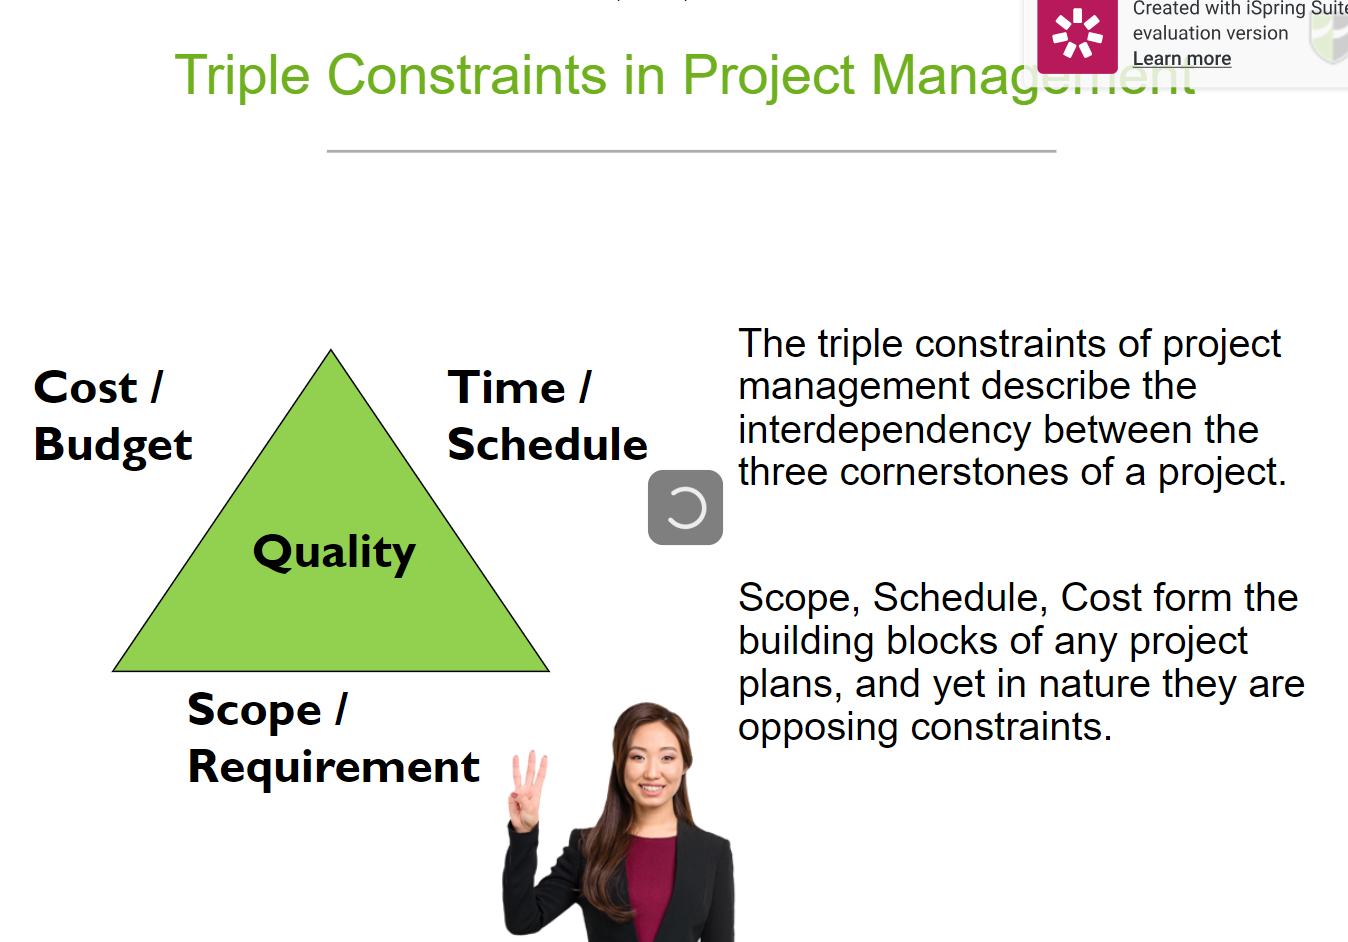 Created with iSpring Suite
evaluation version
Learn more
Triple Constraints in Project Management
Cost /
Budget
Time /
Schedule
Quality
Scope /
Requirement
The triple constraints of project
management describe the
interdependency between the
three cornerstones of a project.
Scope, Schedule, Cost form the
building blocks of any project
plans, and yet in nature they are
opposing constraints.